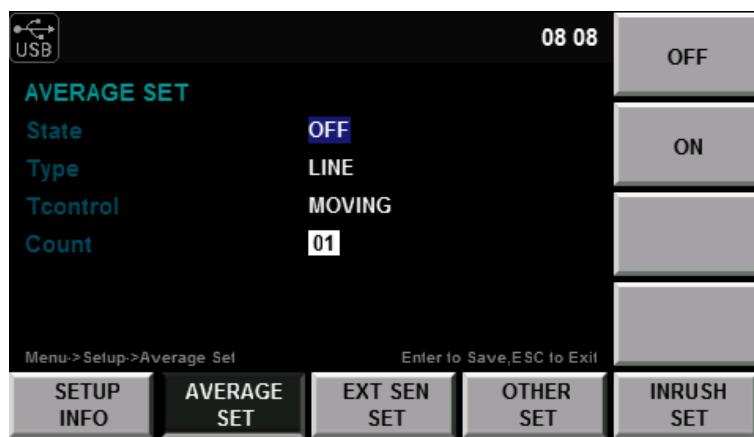 USB
08 08
OFF
AVERAGE SET
State OFF
ON
Type LINE
Tcontrol MOVING
Count 01
Menu->Setup->Average Set Enter to Save,ESC to Exit
SETUP INFO
AVERAGE SET
EXT SEN SET
OTHER SET
INRUSH SET